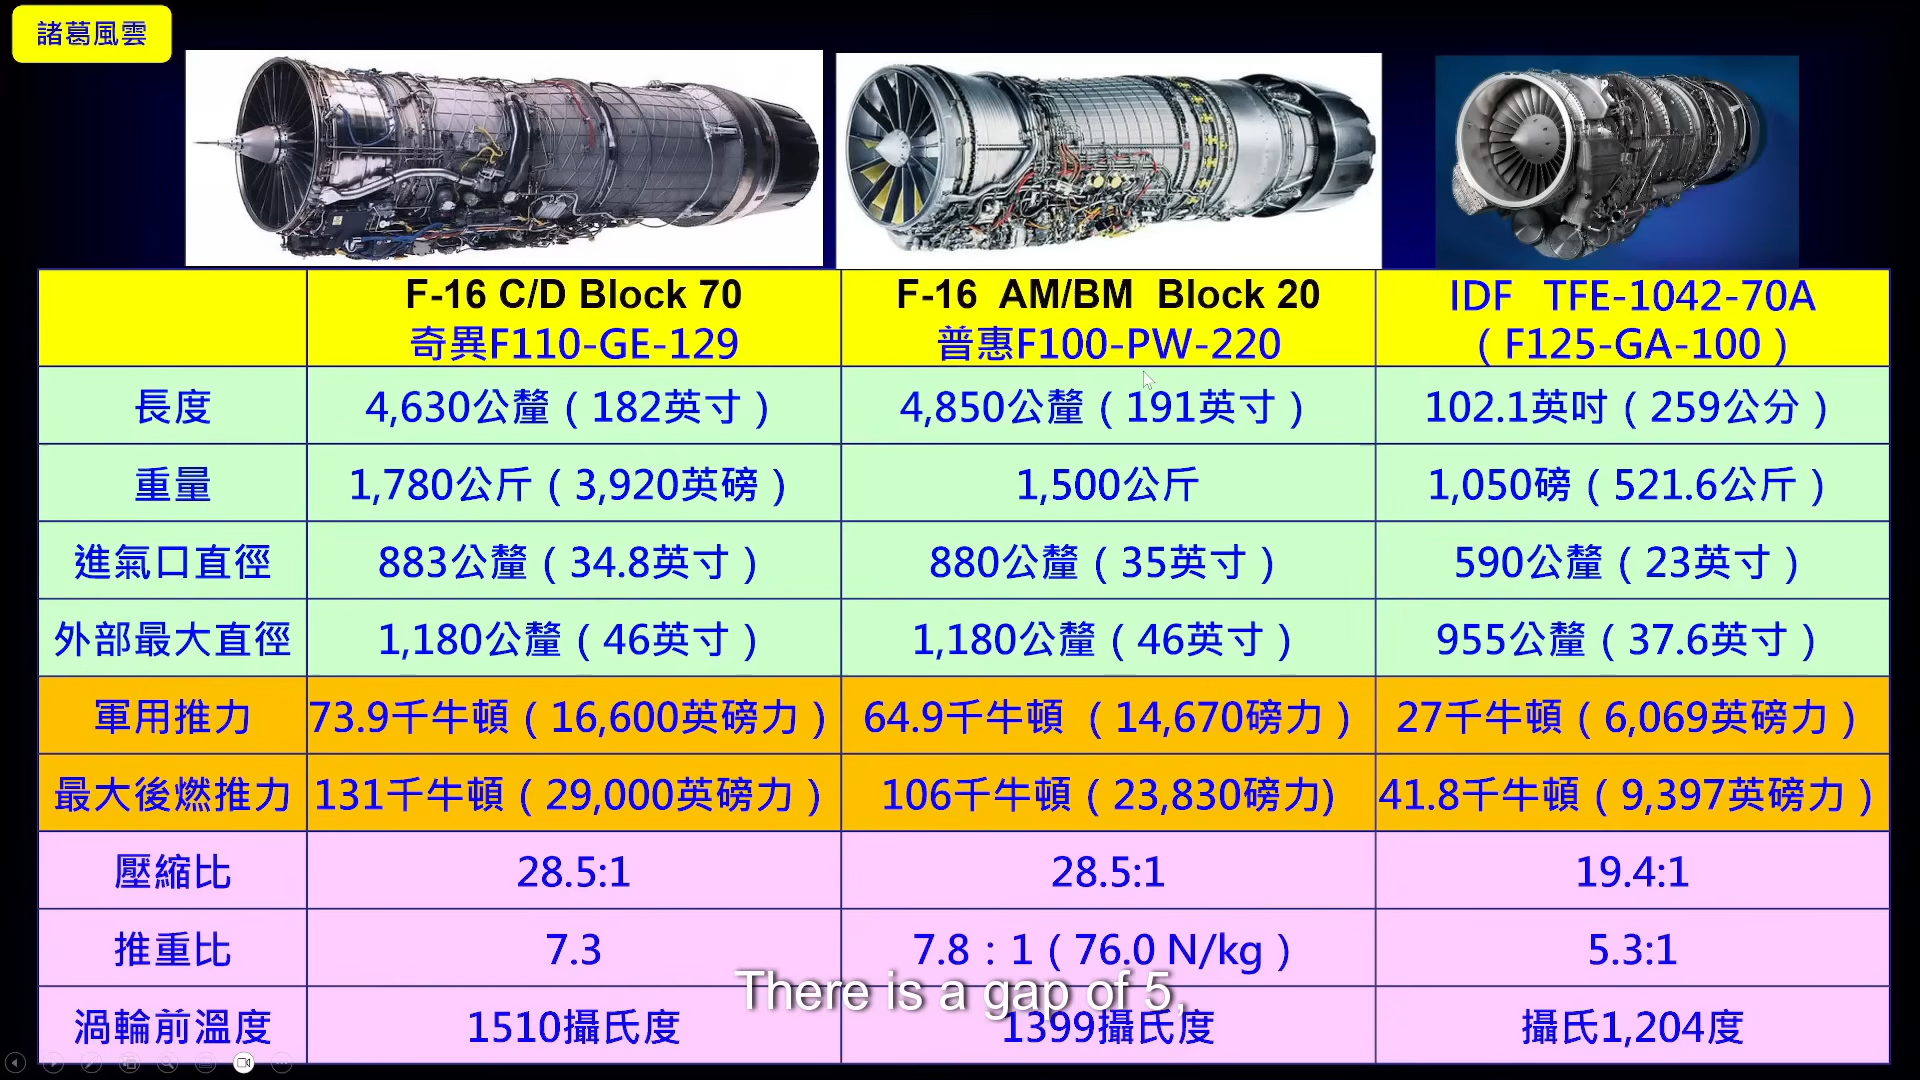 諸葛風雲
F-16 C/D Block 70
奇異F110-GE-129
F-16 AM/BM Block 20
普惠F100-PW-220
IDF TFE-1042-70A
(F125-GA-100)
長度
4,630公釐(182英寸)
4,850公釐(191英寸)
102.1英吋(259公分)
重量
1,780公斤(3,920英磅)
1,500公斤
1,050磅(521.6公斤)
進氣口直徑
883公釐(34.8英寸)
880公釐(35英寸)
590公釐(23英寸)
外部最大直徑
1,180公釐(46英寸)
1,180公釐(46英寸)
955公釐(37.6英寸)
軍用推力
73.9千牛頓(16,600英磅力)
64.9千牛頓 (14,670磅力)
27千牛頓(6,069英磅力)
最大後燃推力
131千牛頓(29,000英磅力)
106千牛頓(23,830磅力)
41.8千牛頓(9,397英磅力)
壓縮比
28.5:1
28.5:1
19.4:1
推重比
7.3
7.8:1(76.0 N/kg)
5.3:1
There is a gap of 5,
渦輪前溫度
1510攝氏度
1399攝氏度
攝氏1,204度